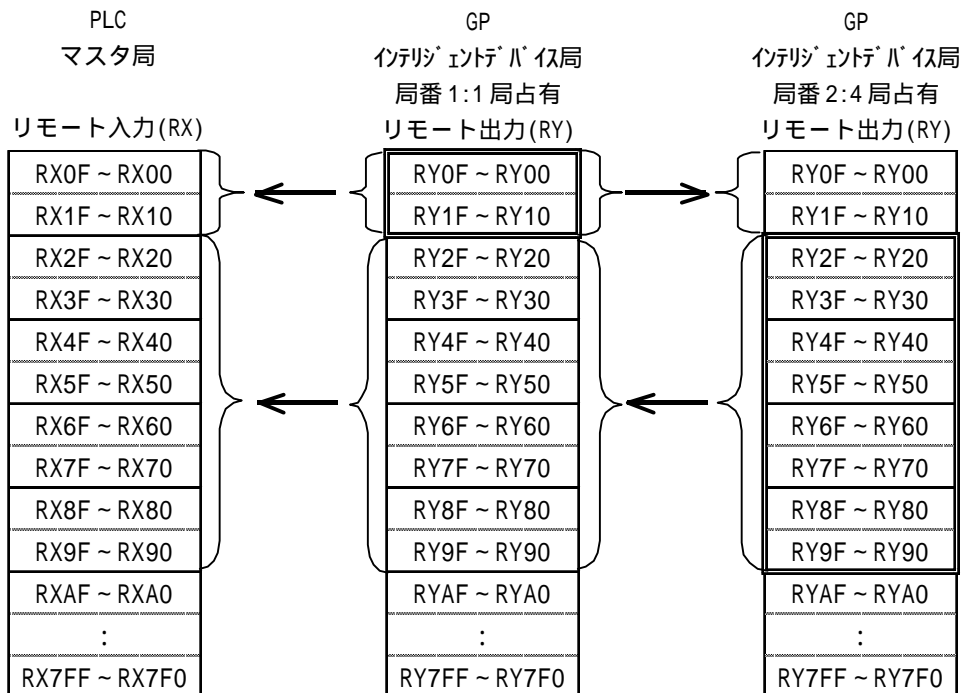 PLC
マスタ局
リモート入力(RX)
RX0F ~ RX00
RX1F ~ RX10
RX2F ~ RX20
RX3F ~ RX30
RX4F ~ RX40
RX5F ~ RX50
RX6F ~ RX60
RX7F ~ RX70
RX8F ~ RX80
RX9F ~ RX90
RXAF ~ RXA0
:
RX7FF ~ RX7F0
GP
ｲﾝﾃﾘｼﾞｪﾝﾄﾃﾞﾊﾞｲｽ局
局番1:1局占有
リモート出力(RY)
RY0F ~ RY00
RY1F ~ RY10
RY2F ~ RY20
RY3F ~ RY30
RY4F ~ RY40
RY5F ~ RY50
RY6F ~ RY60
RY7F ~ RY70
RY8F ~ RY80
RY9F ~ RY90
RYAF ~ RYA0
:
RY7FF ~ RY7F0
GP
ｲﾝﾃﾘｼﾞｪﾝﾄﾃﾞﾊﾞｲｽ局
局番2:4局占有
リモート出力(RY)
RY0F ~ RY00
RY1F ~ RY10
RY2F ~ RY20
RY3F ~ RY30
RY4F ~ RY40
RY5F ~ RY50
RY6F ~ RY60
RY7F ~ RY70
RY8F ~ RY80
RY9F ~ RY90
RYAF ~ RYA0
:
RY7FF ~ RY7F0